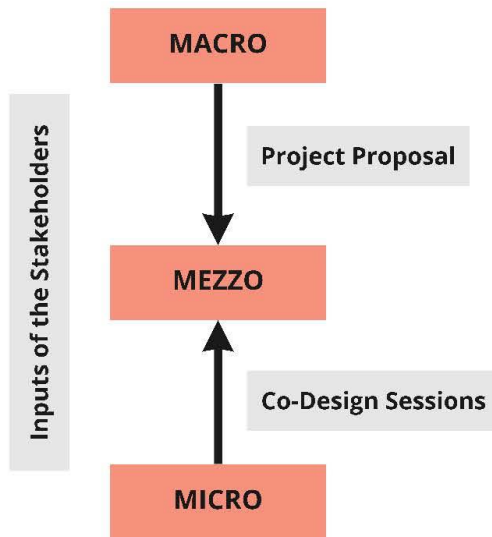 MACRO
Project Proposal
Inputs of the Stakeholders
MEZZO
Co-Design Sessions
MICRO